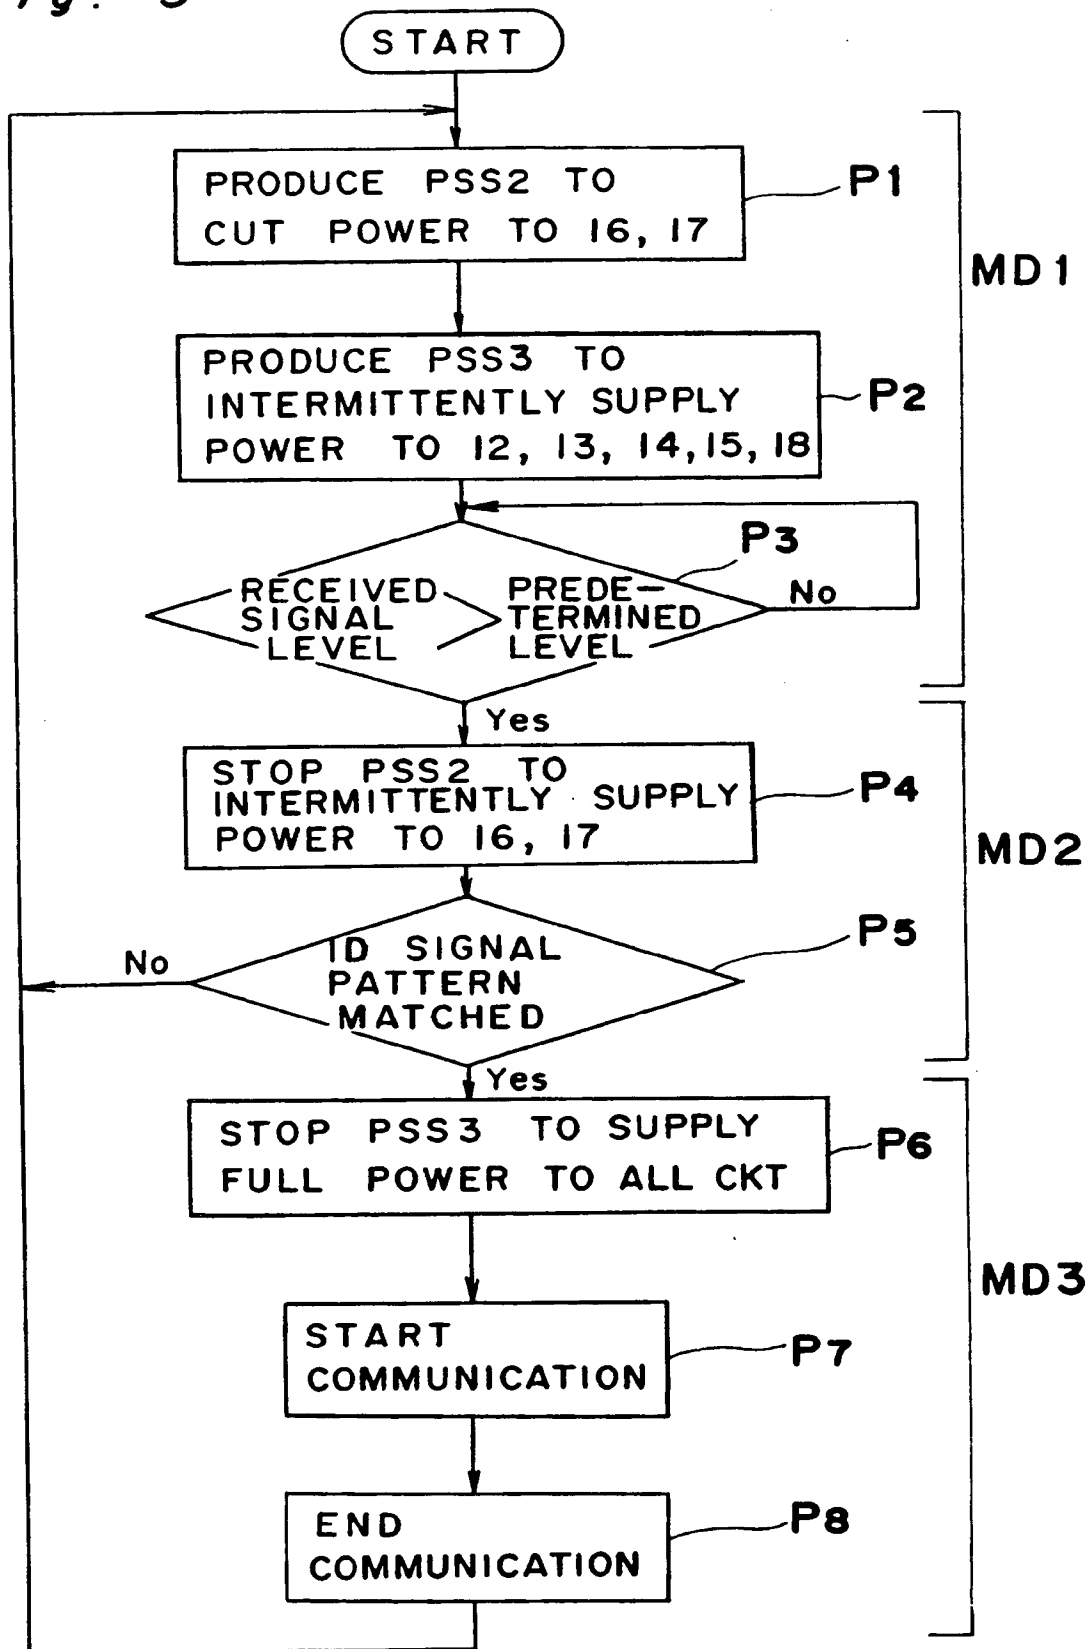 START
PRODUCE PSS2 TO
CUT POWER TO 16, 17
P1
MD1
PRODUCE PSS3 TO
INTERMITTENTLY SUPPLY
POWER TO 12, 13, 14, 15, 18
P2
P3
RECEIVED
SIGNAL
LEVEL
>
PREDE-
TERMINED
LEVEL
No
Yes
STOP PSS2 TO
INTERMITTENTLY SUPPLY
POWER TO 16, 17
P4
MD2
ID SIGNAL
PATTERN
MATCHED
P5
No
Yes
STOP PSS3 TO SUPPLY
FULL POWER TO ALL CKT
P6
MD3
START
COMMUNICATION
P7
END
COMMUNICATION
P8